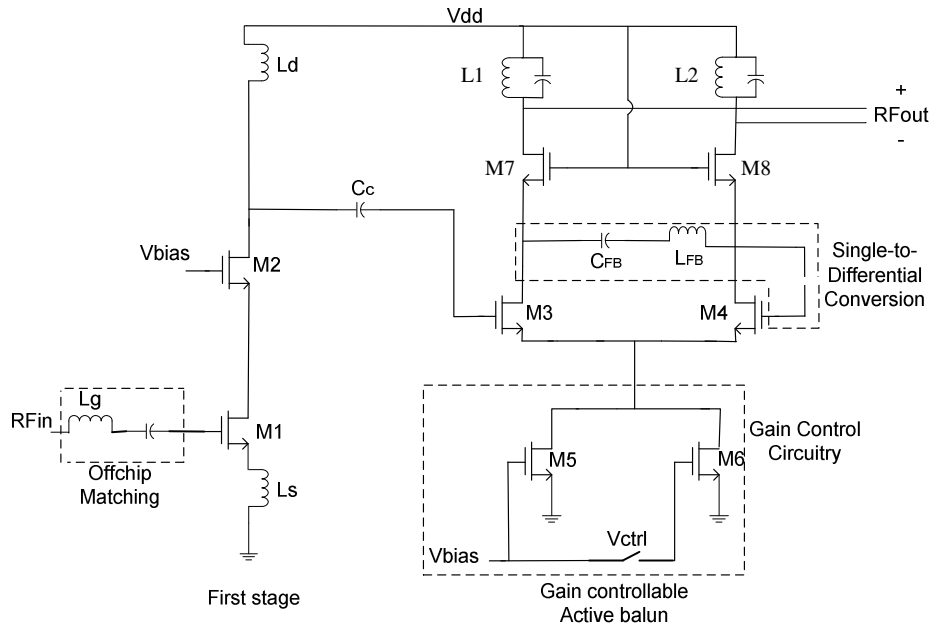 Vdd
Ld
L1
L2
+
RFout
-
M7
M8
Cc
Vbias
M2
CFB
LFB
Single-to-
Differential
Conversion
M3
M4
Lg
RFin
M1
Offchip
Matching
Ls
Gain Control
Circuitry
M5
M6
Vctrl
Vbias
First stage
Gain controllable
Active balun